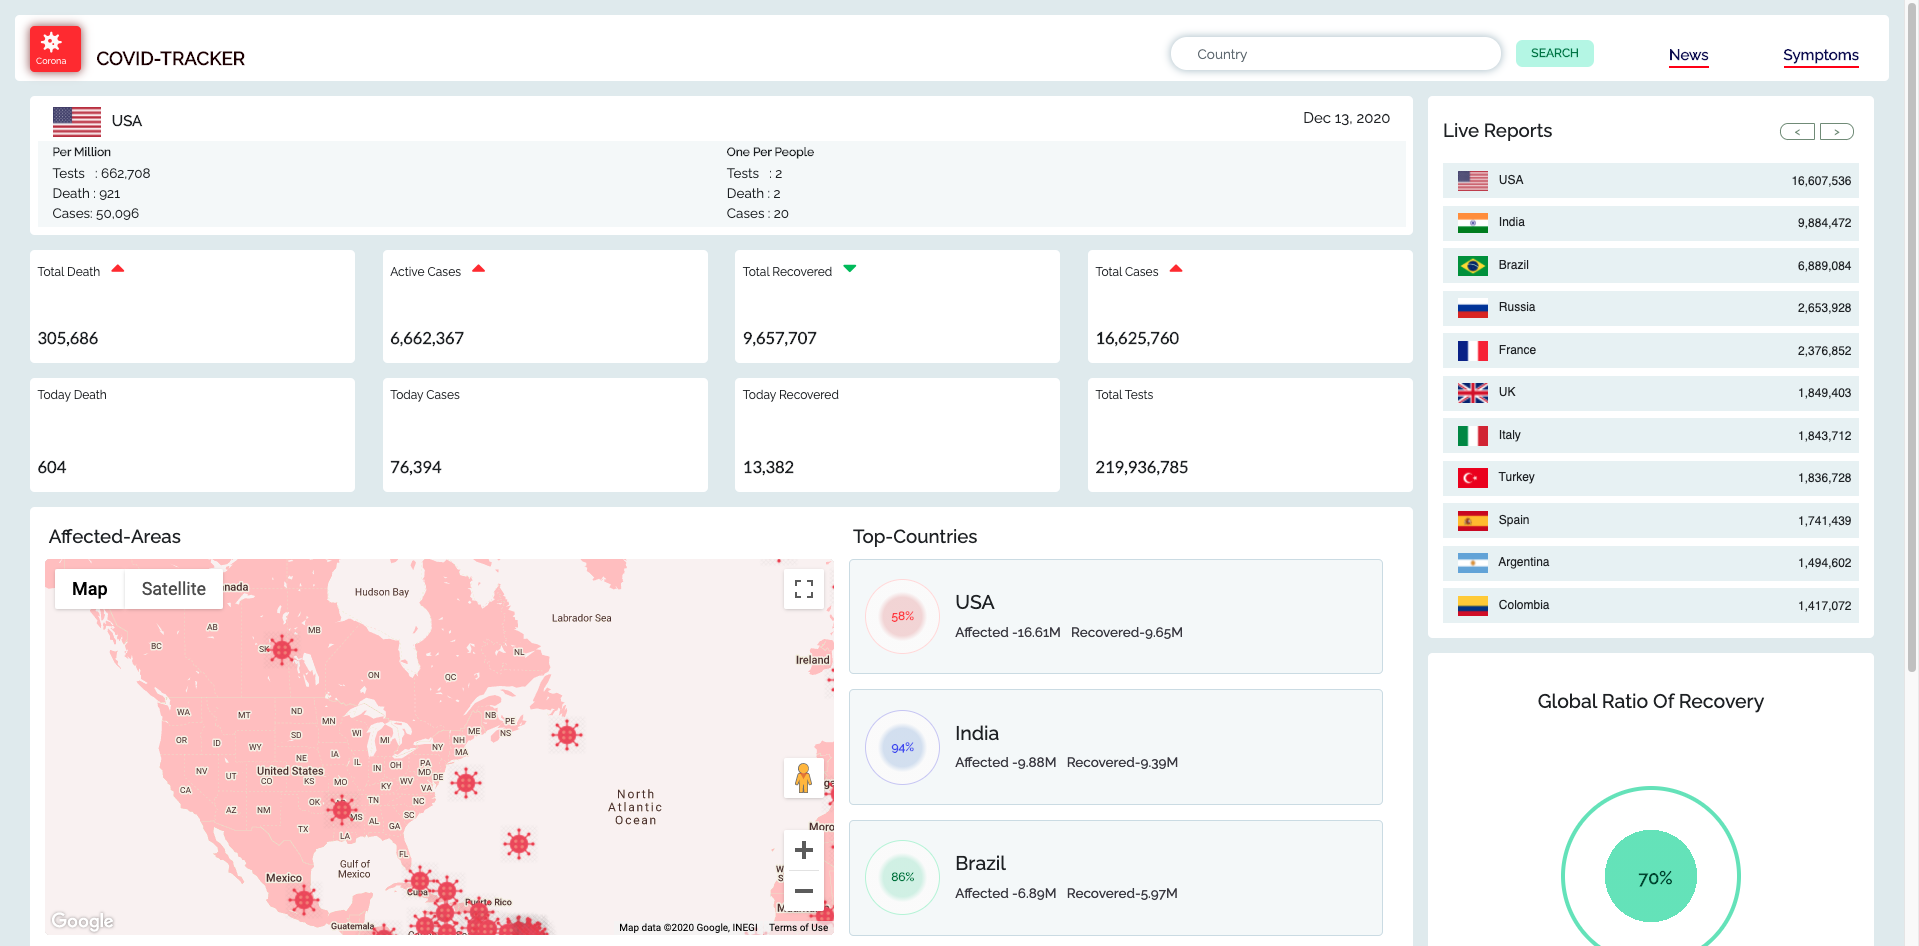 Corona
COVID-TRACKER
Country
SEARCH
News
Symptoms
USA
Dec 13, 2020
Per Million
Tests : 662,708
Death : 921
Cases: 50,096
One Per People
Tests : 2
Death : 2
Cases : 20
Total Death
305,686
Active Cases
6,662,367
Total Recovered
9,657,707
Total Cases
16,625,760
Today Death
604
Today Cases
76,394
Today Recovered
13,382
Total Tests
219,936,785
Affected-Areas
Map
Satellite
nada
Hudson Bay
Labrador Sea
AB
MB
BC
SK
NL
Ireland
ON
QC
WA
MT
ND
MN
NB
PE
NS
OR
ID
WY
SD
WI
MI
ME
NH
NY
MA
NE
IA
IL
IN
OH
PA
MD
DE
NV
UT
United States
CO
KS
MO
KY
WV
VA
CA
AZ
NM
OK
TN
NC
MS
AL
GA
SC
TX
LA
FL
North
Atlantic
Ocean
Moro
Gulf of
Mexico
Mexico
Cuba
Puerto Rico
Guatemala
Google
Map data ©2020 Google, INEGI
Terms of Use
Top-Countries
58%
USA
Affected -16.61M Recovered-9.65M
94%
India
Affected -9.88M Recovered-9.39M
86%
Brazil
Affected -6.89M Recovered-5.97M
Live Reports
<
>
USA 16,607,536
India 9,884,472
Brazil 6,889,084
Russia 2,653,928
France 2,376,852
UK 1,849,403
Italy 1,843,712
Turkey 1,836,728
Spain 1,741,439
Argentina 1,494,602
Colombia 1,417,072
Global Ratio Of Recovery
70%